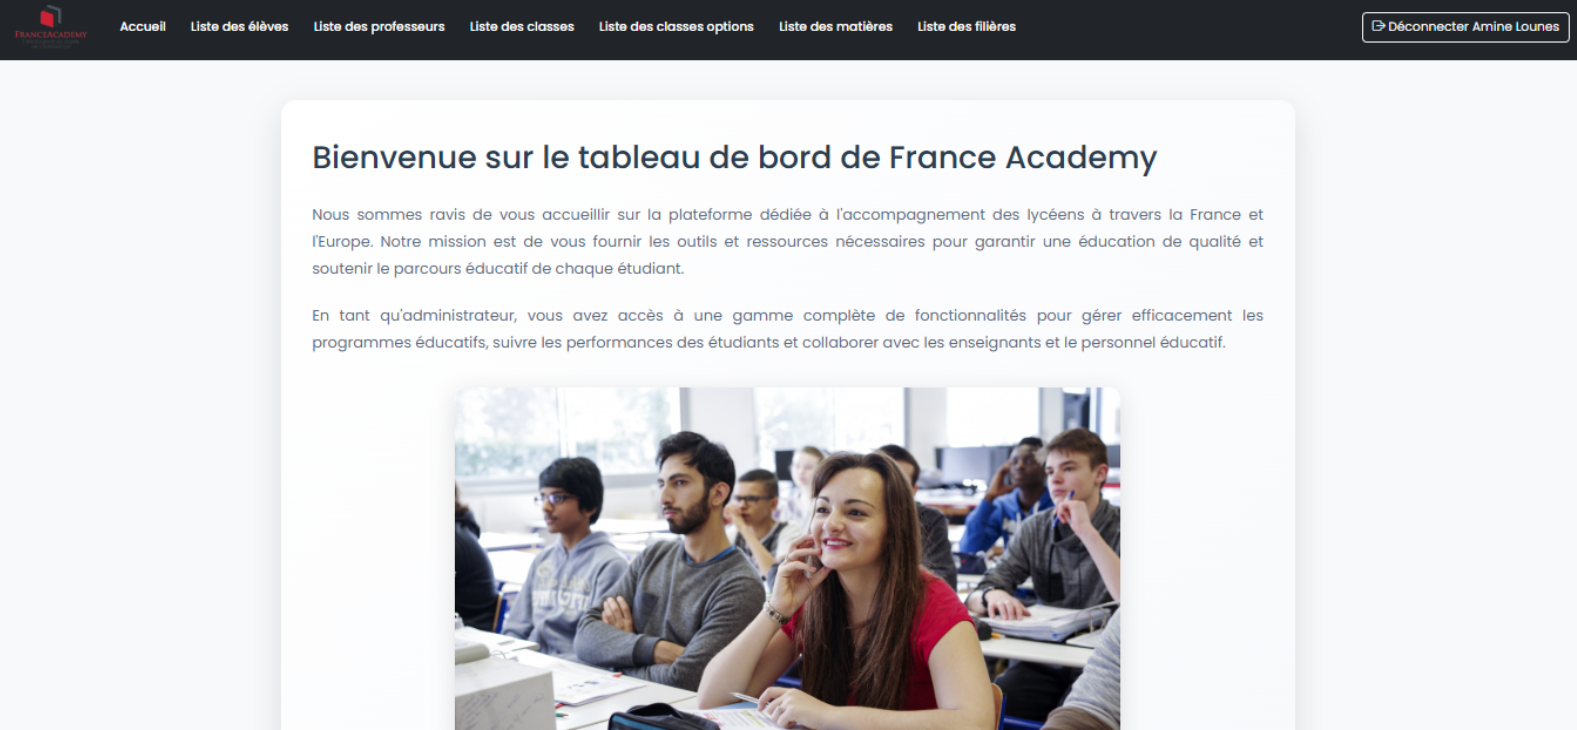 FRANCEACADEMY
Accueil
Liste des élèves
Liste des professeurs
Liste des classes
Liste des classes options
Liste des matières
Liste des filières
Déconnecter Amine Lounes
Bienvenue sur le tableau de bord de France Academy
Nous sommes ravis de vous accueillir sur la plateforme dédiée à l'accompagnement des lycéens à travers la France et
l'Europe. Notre mission est de vous fournir les outils et ressources nécessaires pour garantir une éducation de qualité et
soutenir le parcours éducatif de chaque étudiant.
En tant qu'administrateur, vous avez accès à une gamme complète de fonctionnalités pour gérer efficacement les
programmes éducatifs, suivre les performances des étudiants et collaborer avec les enseignants et le personnel éducatif.